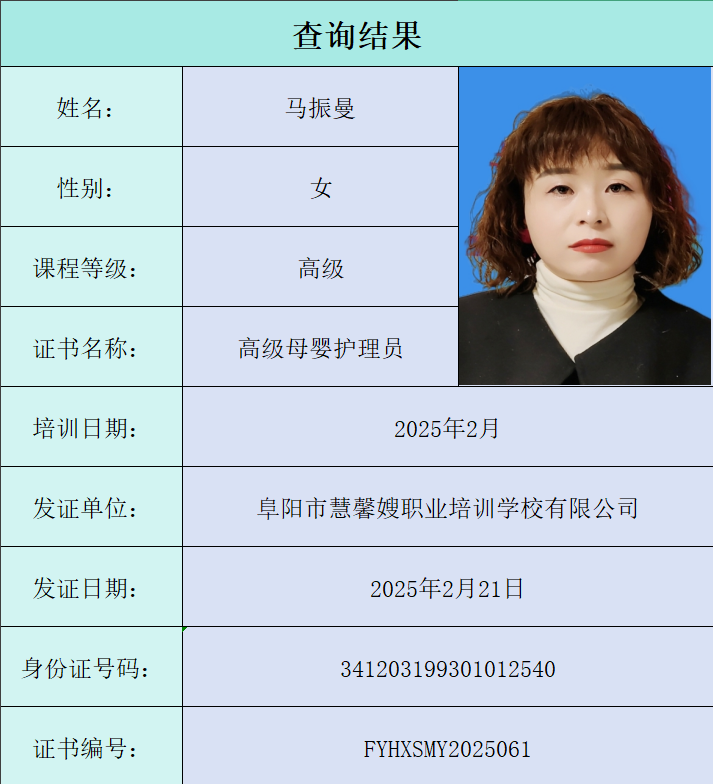 查询结果
姓名： 马振曼
性别： 女
课程等级： 高级
证书名称： 高级母婴护理员
培训日期： 2025年2月
发证单位： 阜阳市慧馨嫂职业培训学校有限公司
发证日期： 2025年2月21日
身份证号码： 341203199301012540
证书编号： FYHXSMY2025061